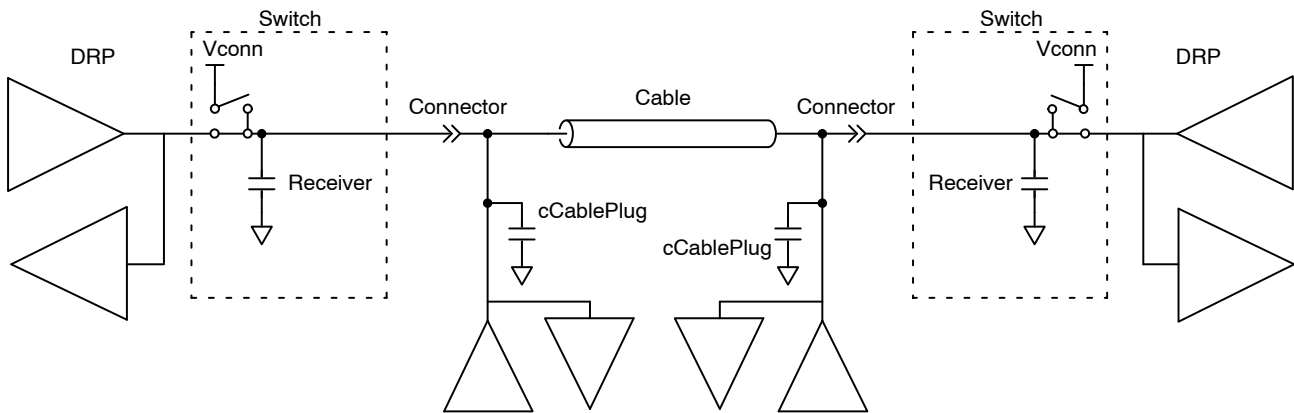 Switch
Switch
DRP
Vconn
Vconn
DRP
Connector
Cable
Connector
Receiver
Receiver
cCablePlug
cCablePlug